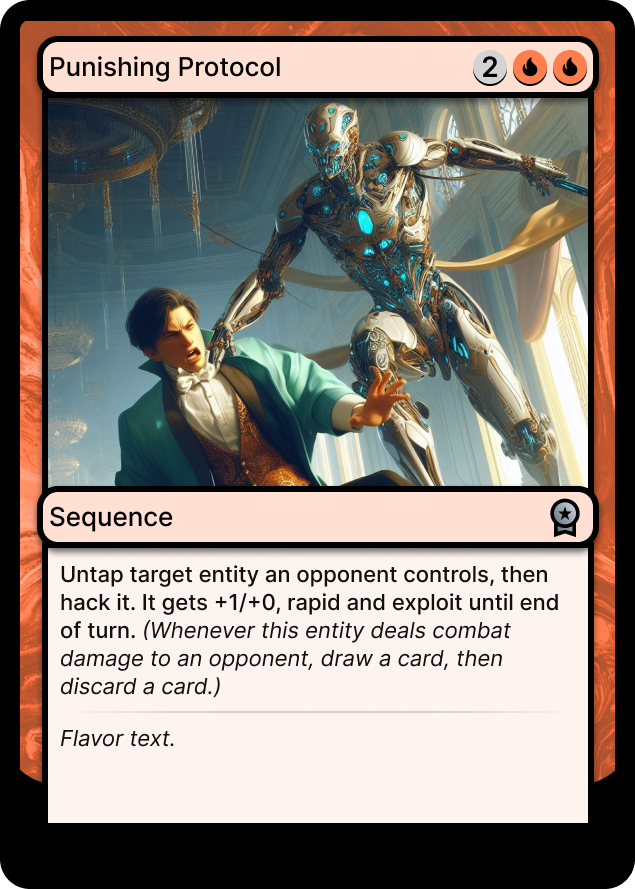 Punishing Protocol
2
Sequence
Untap target entity an opponent controls, then
hack it. It gets +1/+0, rapid and exploit until end
of turn. (Whenever this entity deals combat
damage to an opponent, draw a card, then
discard a card.)
Flavor text.